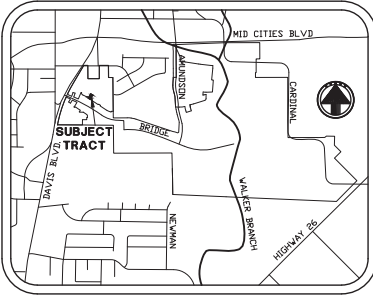 MID CITIES BLVD
AMUNDSON
CARDINAL
SUBJECT
TRACT
BRIDGE
DAVIS BLVD.
NEWMAN
WALKER BRANCH
HIGHWAY 26